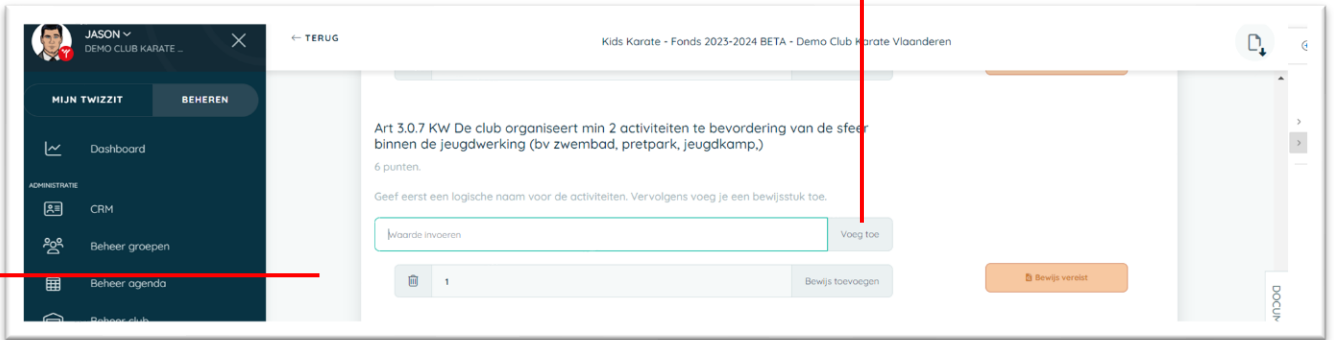 JASON
DEMO CLUB KARATE ...
← TERUG
Kids Karate - Fonds 2023-2024 BETA - Demo Club Karate Vlaanderen
MIJN TWIZZIT
BEHEREN
Dashboard
ADMINISTRATIE
CRM
Beheer groepen
Beheer agenda
Beheer club
Art 3.0.7 KW De club organiseert min 2 activiteiten te bevordering van de sfeer
binnen de jeugdwerking (bv zwembad, pretpark, jeugdkamp,)
6 punten.
Geef eerst een logische naam voor de activiteiten. Vervolgens voeg je een bewijsstuk toe.
Waarde invoeren
Voeg toe
1
Bewijs toevoegen
Bewijs vereist
DOCUM